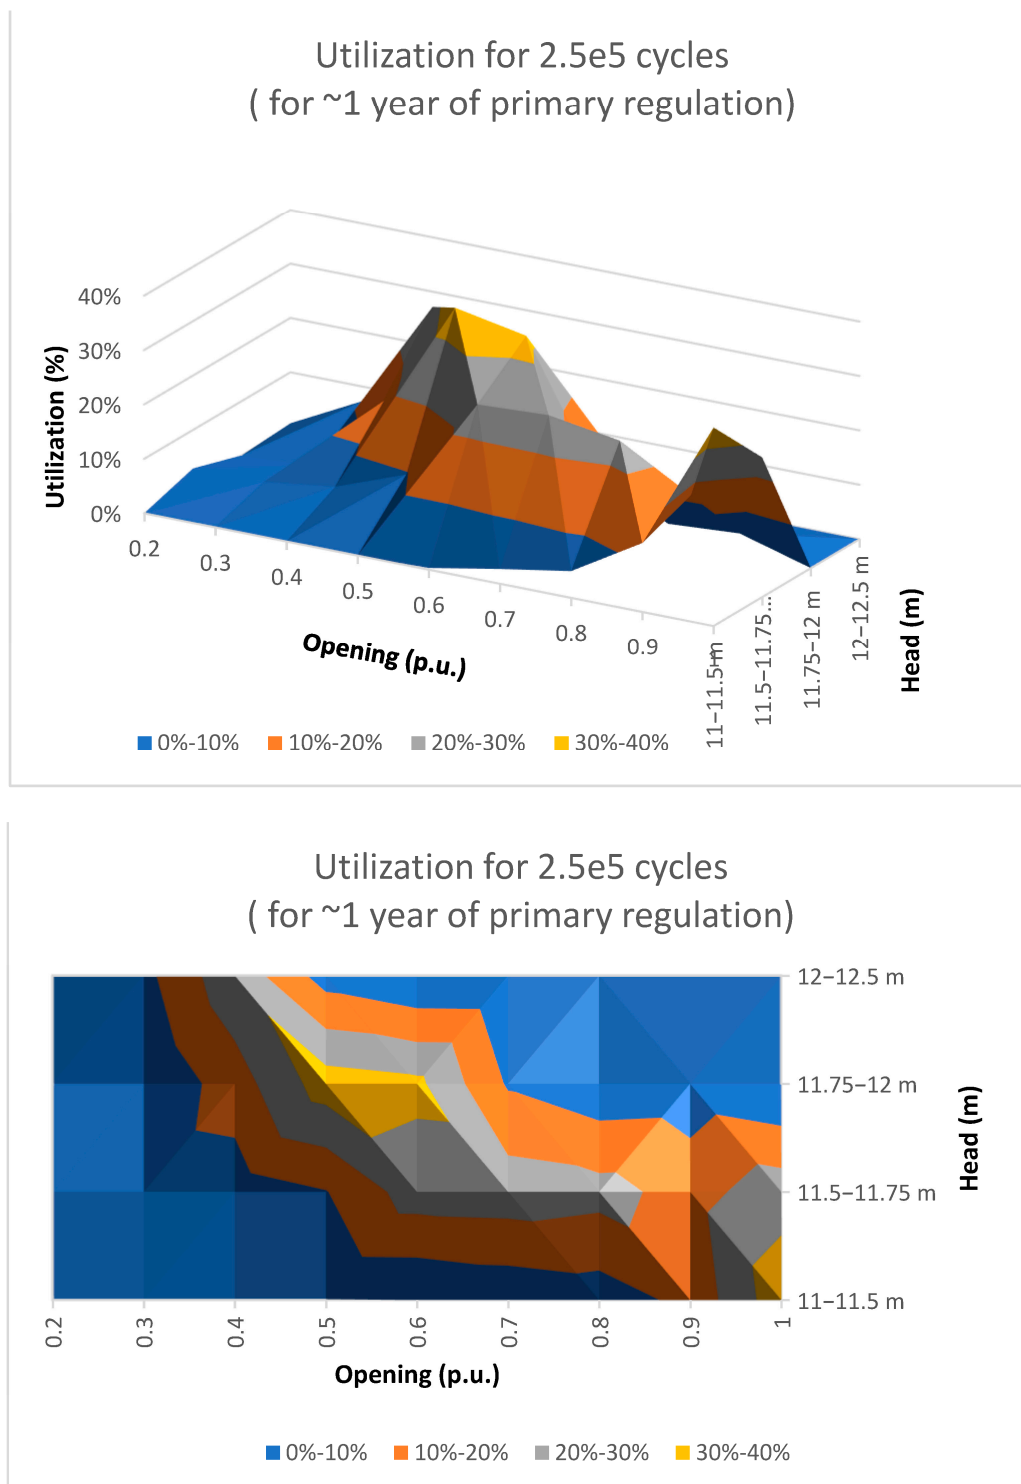 Utilization for 2.5e5 cycles
( for ~1 year of primary regulation)
Utilization (%)
40%
30%
20%
10%
0%
0.2
0.3
0.4
0.5
0.6
0.7
0.8
0.9
1
Opening (p.u.)
11−11.5m
11.5−11.75...
11.75−12 m
12−12.5 m
Head (m)
0%-10% 10%-20% 20%-30% 30%-40%
Utilization for 2.5e5 cycles
( for ~1 year of primary regulation)
12−12.5 m
11.75−12 m
11.5−11.75 m
11−11.5 m
Head (m)
0.2 0.3 0.4 0.5 0.6 0.7 0.8 0.9 1
Opening (p.u.)
0%-10% 10%-20% 20%-30% 30%-40%